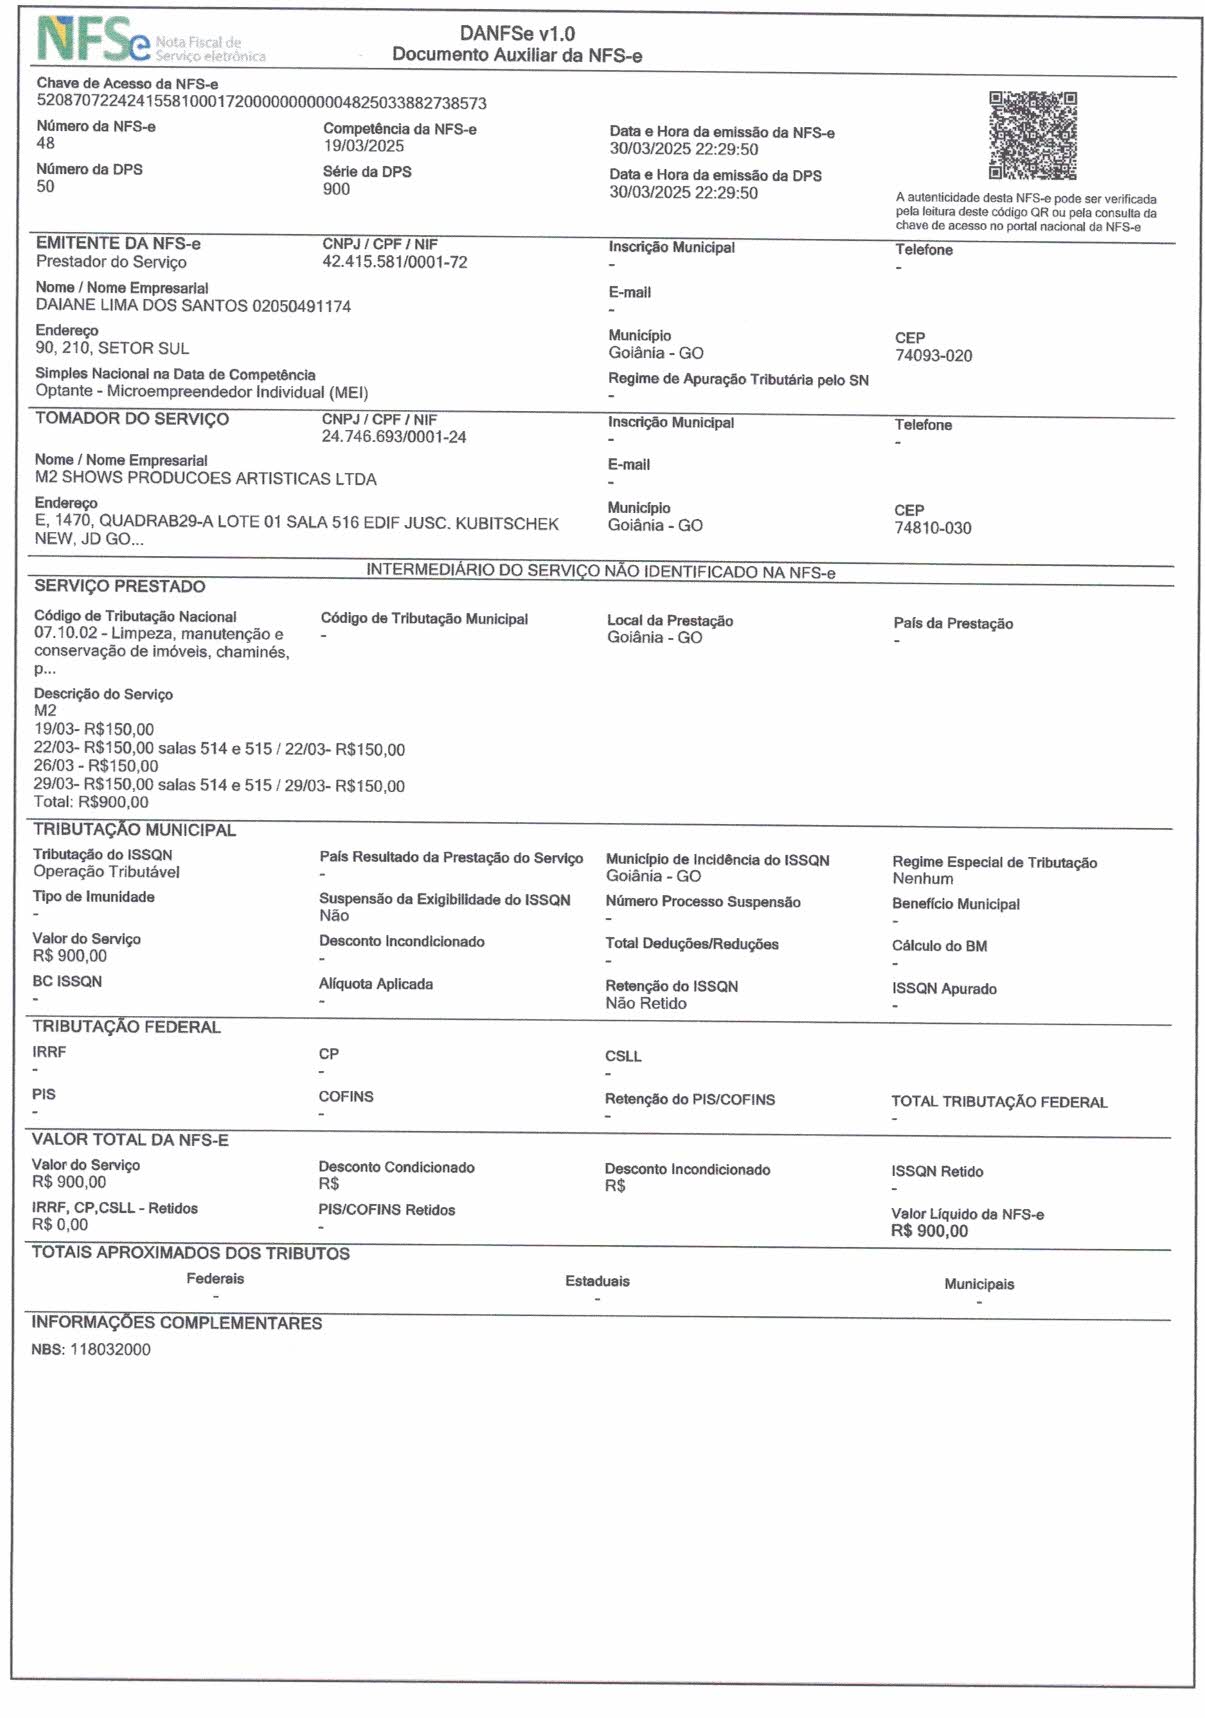 NFSe Nota Fiscal de
Serviço eletrônica
DANFSe v1.0
Documento Auxiliar da NFS-e
Chave de Acesso da NFS-e
52087072242415581000172000000000004825033882738573
Número da NFS-e
48
Competência da NFS-e
19/03/2025
Data e Hora da emissão da NFS-e
30/03/2025 22:29:50
Número da DPS
50
Série da DPS
900
Data e Hora da emissão da DPS
30/03/2025 22:29:50
A autenticidade desta NFS-e pode ser verificada
pela leitura deste código QR ou pela consulta da
chave de acesso no portal nacional da NFS-e
EMITENTE DA NFS-e
Prestador do Serviço
CNPJ / CPF / NIF
42.415.581/0001-72
Inscrição Municipal
-
Telefone
-
Nome / Nome Empresarial
DAIANE LIMA DOS SANTOS 02050491174
E-mail
-
Endereço
90, 210, SETOR SUL
Município
Goiânia - GO
CEP
74093-020
Simples Nacional na Data de Competência
Optante - Microempreendedor Individual (MEI)
Regime de Apuração Tributária pelo SN
-
TOMADOR DO SERVIÇO
CNPJ / CPF / NIF
24.746.693/0001-24
Inscrição Municipal
-
Telefone
-
Nome / Nome Empresarial
M2 SHOWS PRODUCOES ARTISTICAS LTDA
E-mail
-
Endereço
E, 1470, QUADRAB29-A LOTE 01 SALA 516 EDIF JUSC. KUBITSCHEK
NEW, JD GO...
Município
Goiânia - GO
CEP
74810-030
INTERMEDIÁRIO DO SERVIÇO NÃO IDENTIFICADO NA NFS-e
SERVIÇO PRESTADO
Código de Tributação Nacional
07.10.02 - Limpeza, manutenção e
conservação de imóveis, chaminés,
p...
Código de Tributação Municipal
-
Local da Prestação
Goiânia - GO
País da Prestação
-
Descrição do Serviço
M2
19/03- R$150,00
22/03- R$150,00 salas 514 e 515 / 22/03- R$150,00
26/03 - R$150,00
29/03- R$150,00 salas 514 e 515 / 29/03- R$150,00
Total: R$900,00
TRIBUTAÇÃO MUNICIPAL
Tributação do ISSQN
Operação Tributável
País Resultado da Prestação do Serviço
-
Município de Incidência do ISSQN
Goiânia - GO
Regime Especial de Tributação
Nenhum
Tipo de Imunidade
-
Suspensão da Exigibilidade do ISSQN
Não
Número Processo Suspensão
-
Benefício Municipal
-
Valor do Serviço
R$ 900,00
Desconto Incondicionado
-
Total Deduções/Reduções
-
Cálculo do BM
-
BC ISSQN
-
Alíquota Aplicada
-
Retenção do ISSQN
Não Retido
ISSQN Apurado
-
TRIBUTAÇÃO FEDERAL
IRRF
-
CP
-
CSLL
-
PIS
-
COFINS
-
Retenção do PIS/COFINS
-
TOTAL TRIBUTAÇÃO FEDERAL
-
VALOR TOTAL DA NFS-E
Valor do Serviço
R$ 900,00
Desconto Condicionado
R$
Desconto Incondicionado
R$
ISSQN Retido
-
IRRF, CP,CSLL - Retidos
R$ 0,00
PIS/COFINS Retidos
-
Valor Líquido da NFS-e
R$ 900,00
TOTAIS APROXIMADOS DOS TRIBUTOS
Federais
-
Estaduais
-
Municipais
-
INFORMAÇÕES COMPLEMENTARES
NBS: 118032000